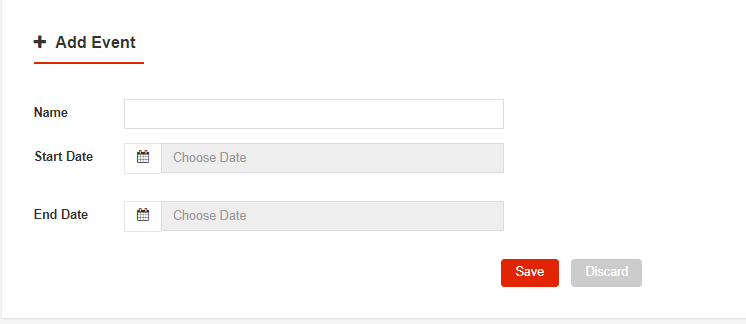 Add Event
Name
Start Date
Choose Date
End Date
Choose Date
Save
Discard